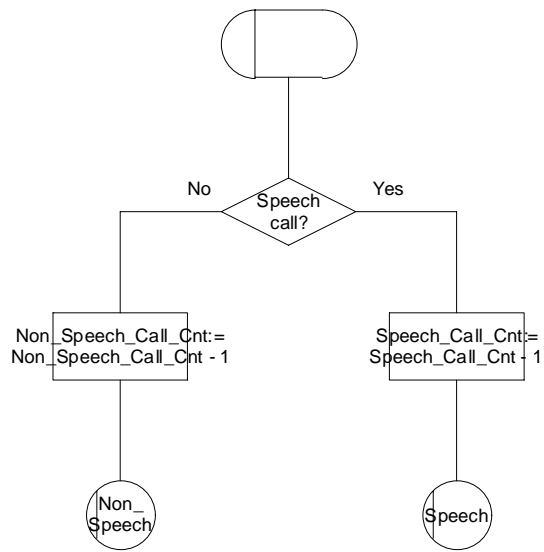 No
Yes
Speech
call?
Non_Speech_Call_Cnt:=
Non_Speech_Call_Cnt - 1
Speech_Call_Cnt:=
Speech_Call_Cnt - 1
Non_
Speech
Speech